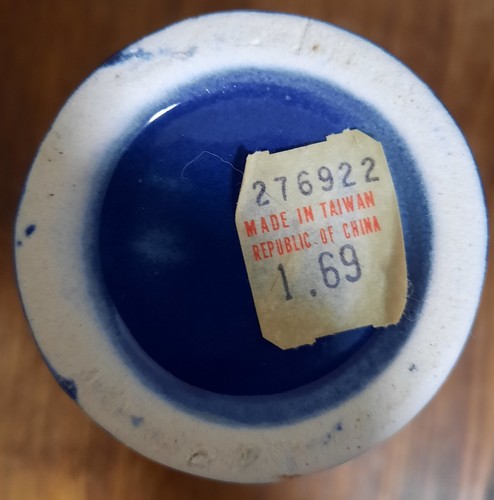 276922
MADE IN TAIWAN
REPUBLIC OF CHINA
1.69